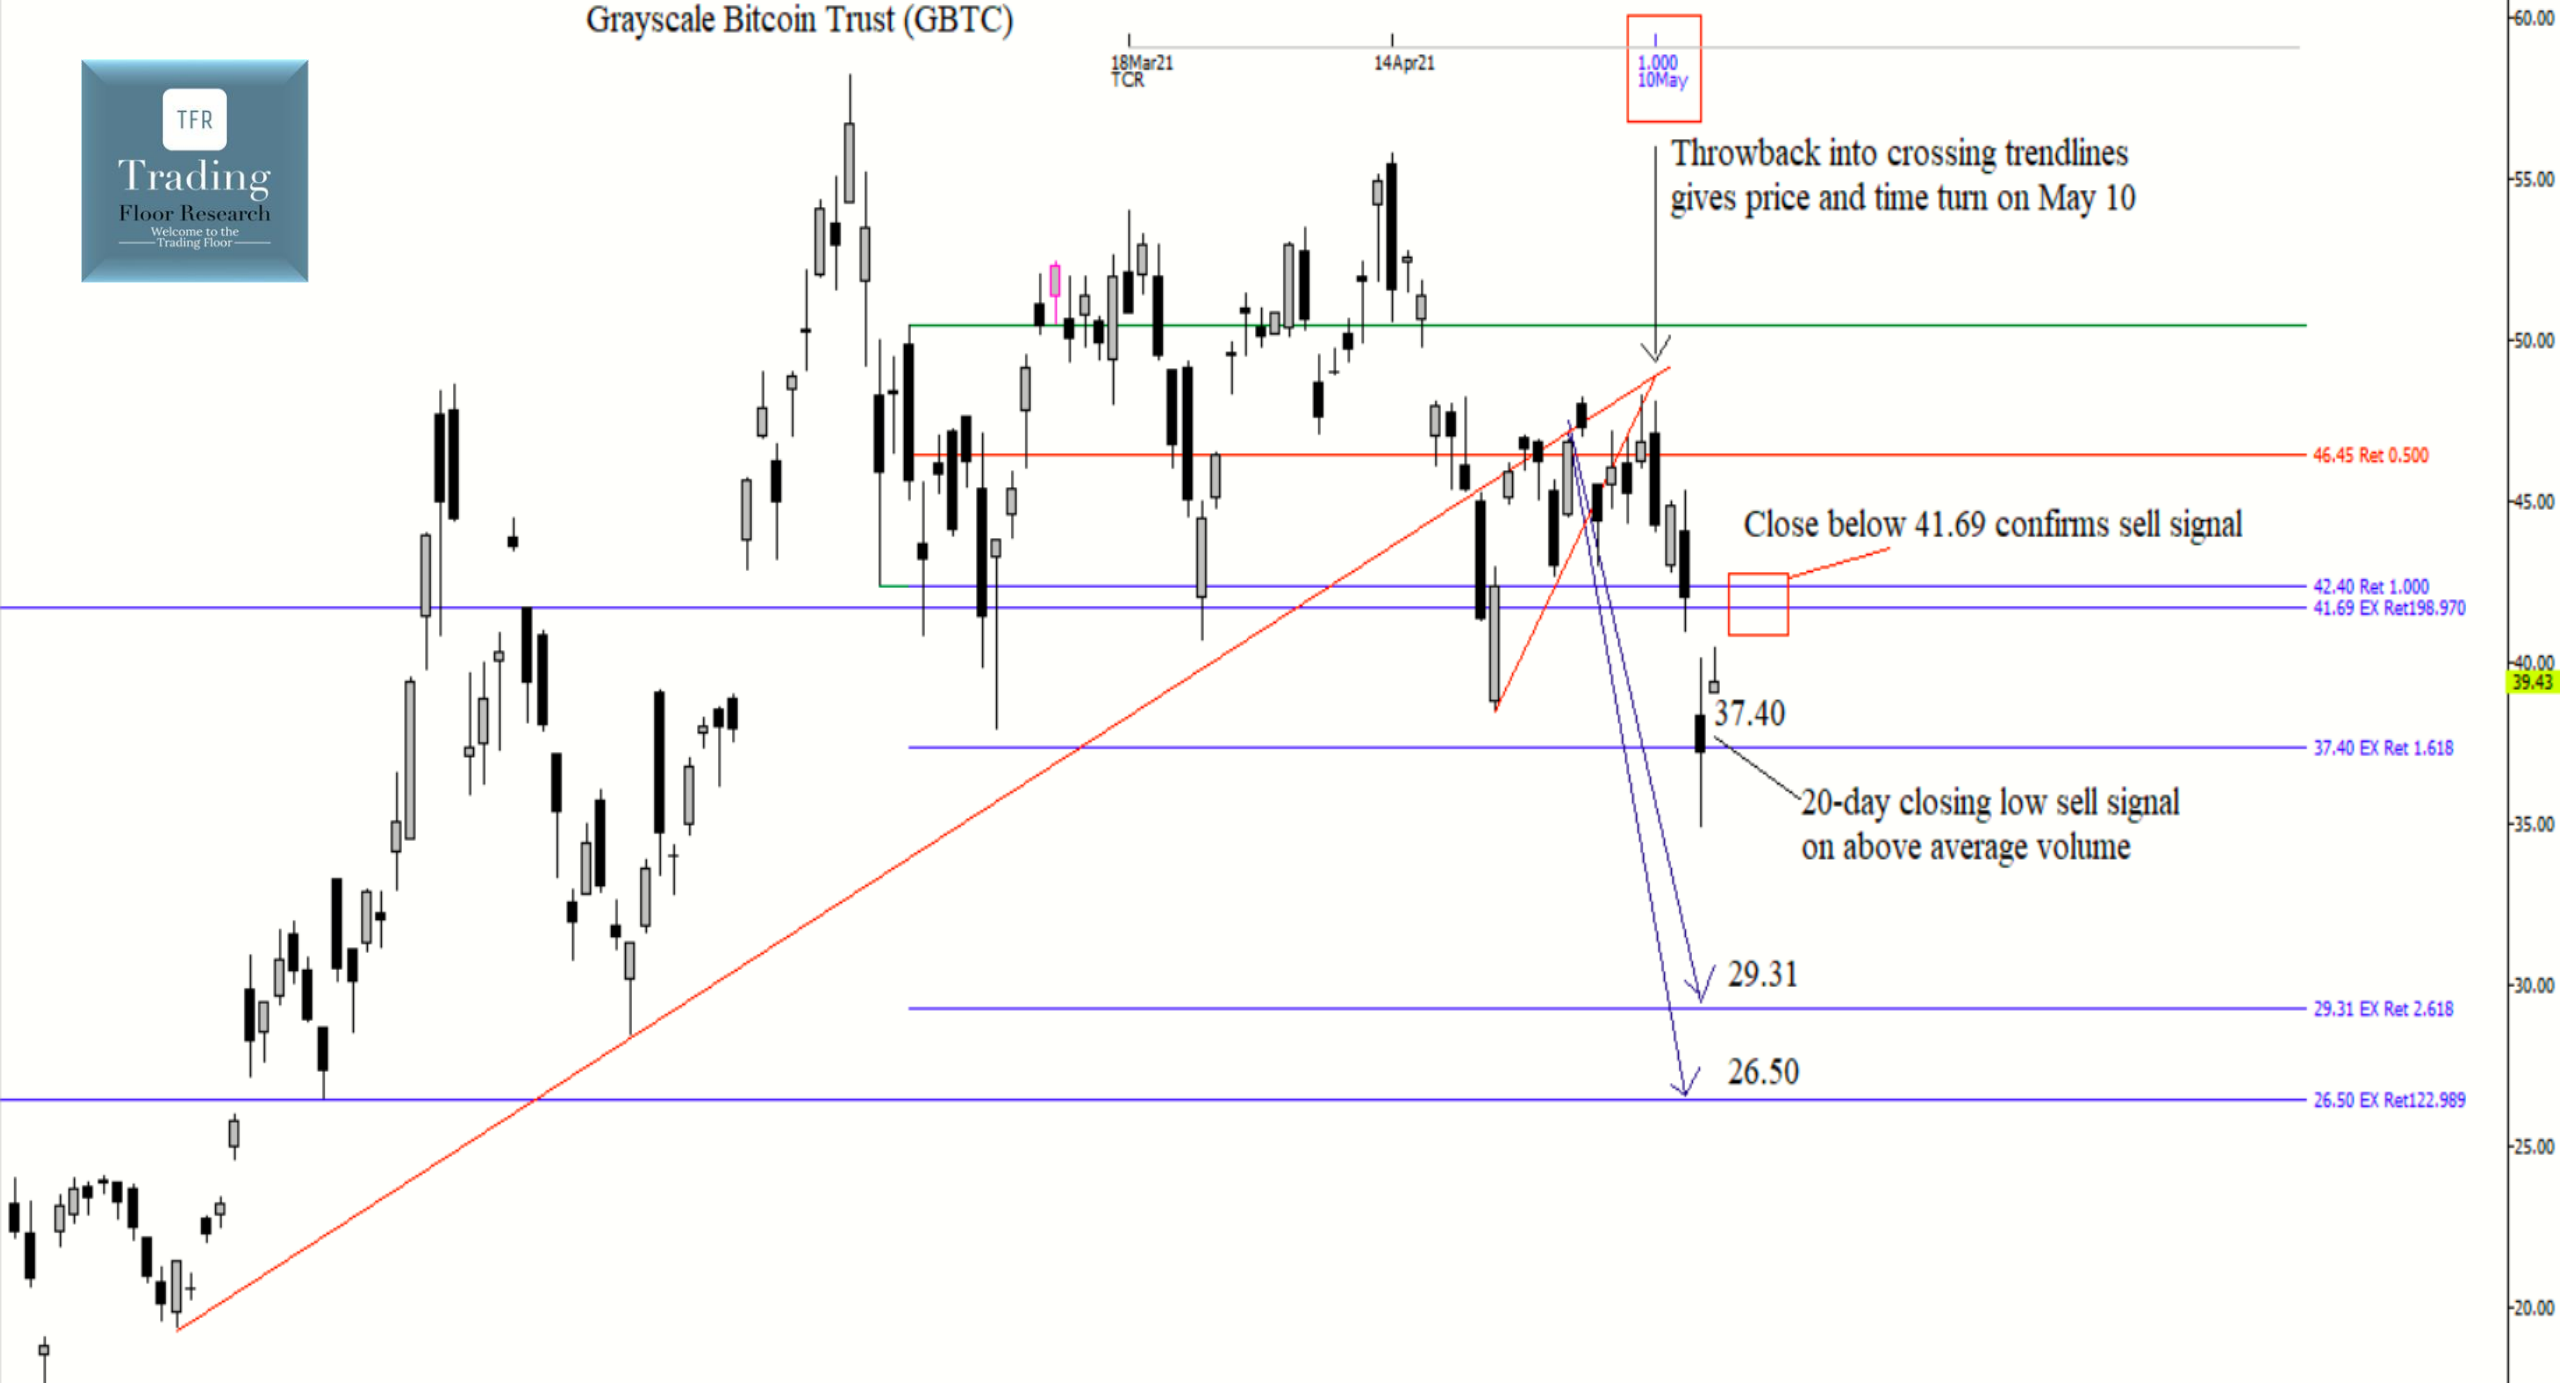 Grayscale Bitcoin Trust (GBTC)
60.00
18Mar21
TCR
14Apr21
1.000
10May
TFR
Trading
Floor Research
Welcome to the
Trading Floor
Throwback into crossing trendlines
gives price and time turn on May 10
55.00
50.00
46.45 Ret 0.500
45.00
Close below 41.69 confirms sell signal
42.40 Ret 1.000
41.69 EX Ret198.970
40.00
39.43
37.40
37.40 EX Ret 1.618
20-day closing low sell signal
on above average volume
35.00
29.31
30.00
29.31 EX Ret 2.618
26.50
26.50 EX Ret122.989
25.00
20.00